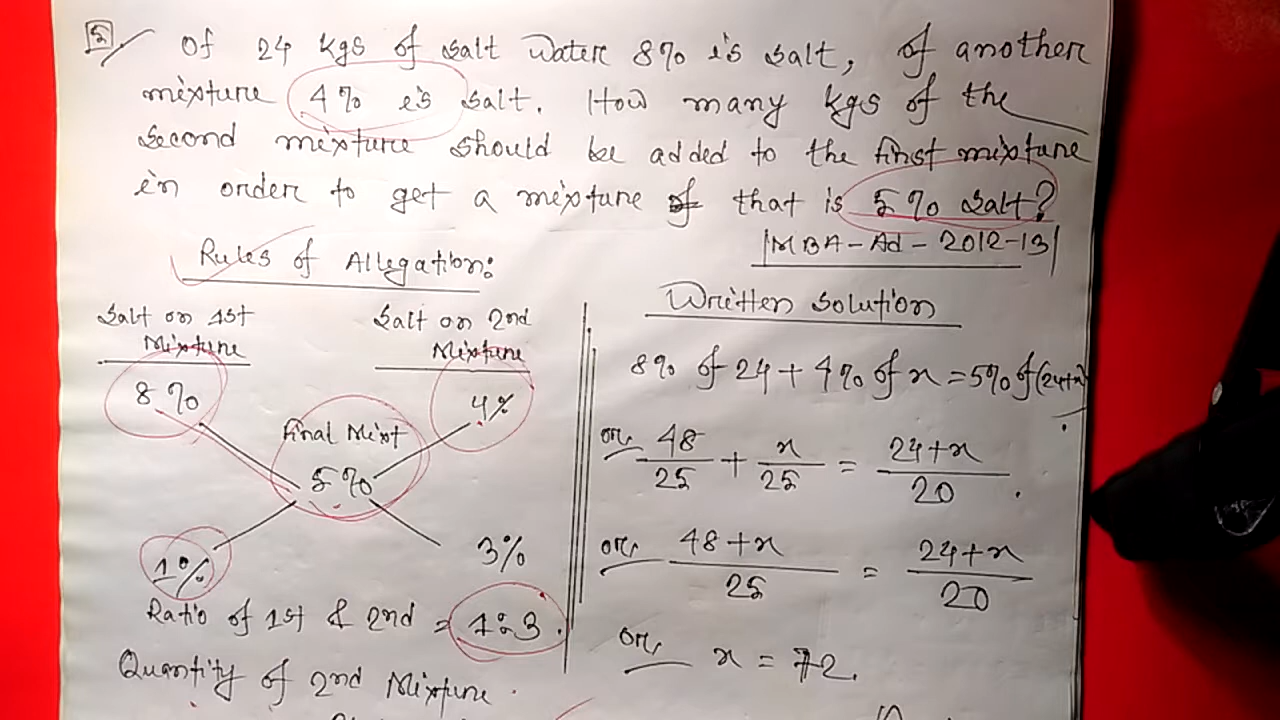 5/ Of 24 kgs of salt water 8% is salt, of another
mixture 4% is salt. How many kgs of the
second mixture should be added to the first mixture
in order to get a mixture of that is 5% salt?
|MBA-Ad-2012-13|
Rules of Allegation:
Salt on 1st
Mixture
Salt on 2nd
Mixture
8%
4%
Final Mixt
5%
1%
3%
Ratio of 1st & 2nd = 1:3.
Quantity of 2nd Mixture
Written Solution
8% of 24 + 4% of x = 5% of (24+x)
or, 48/25 + x/25 = 24+x/20
or, 48+x/25 = 24+x/20
or, x = 72.